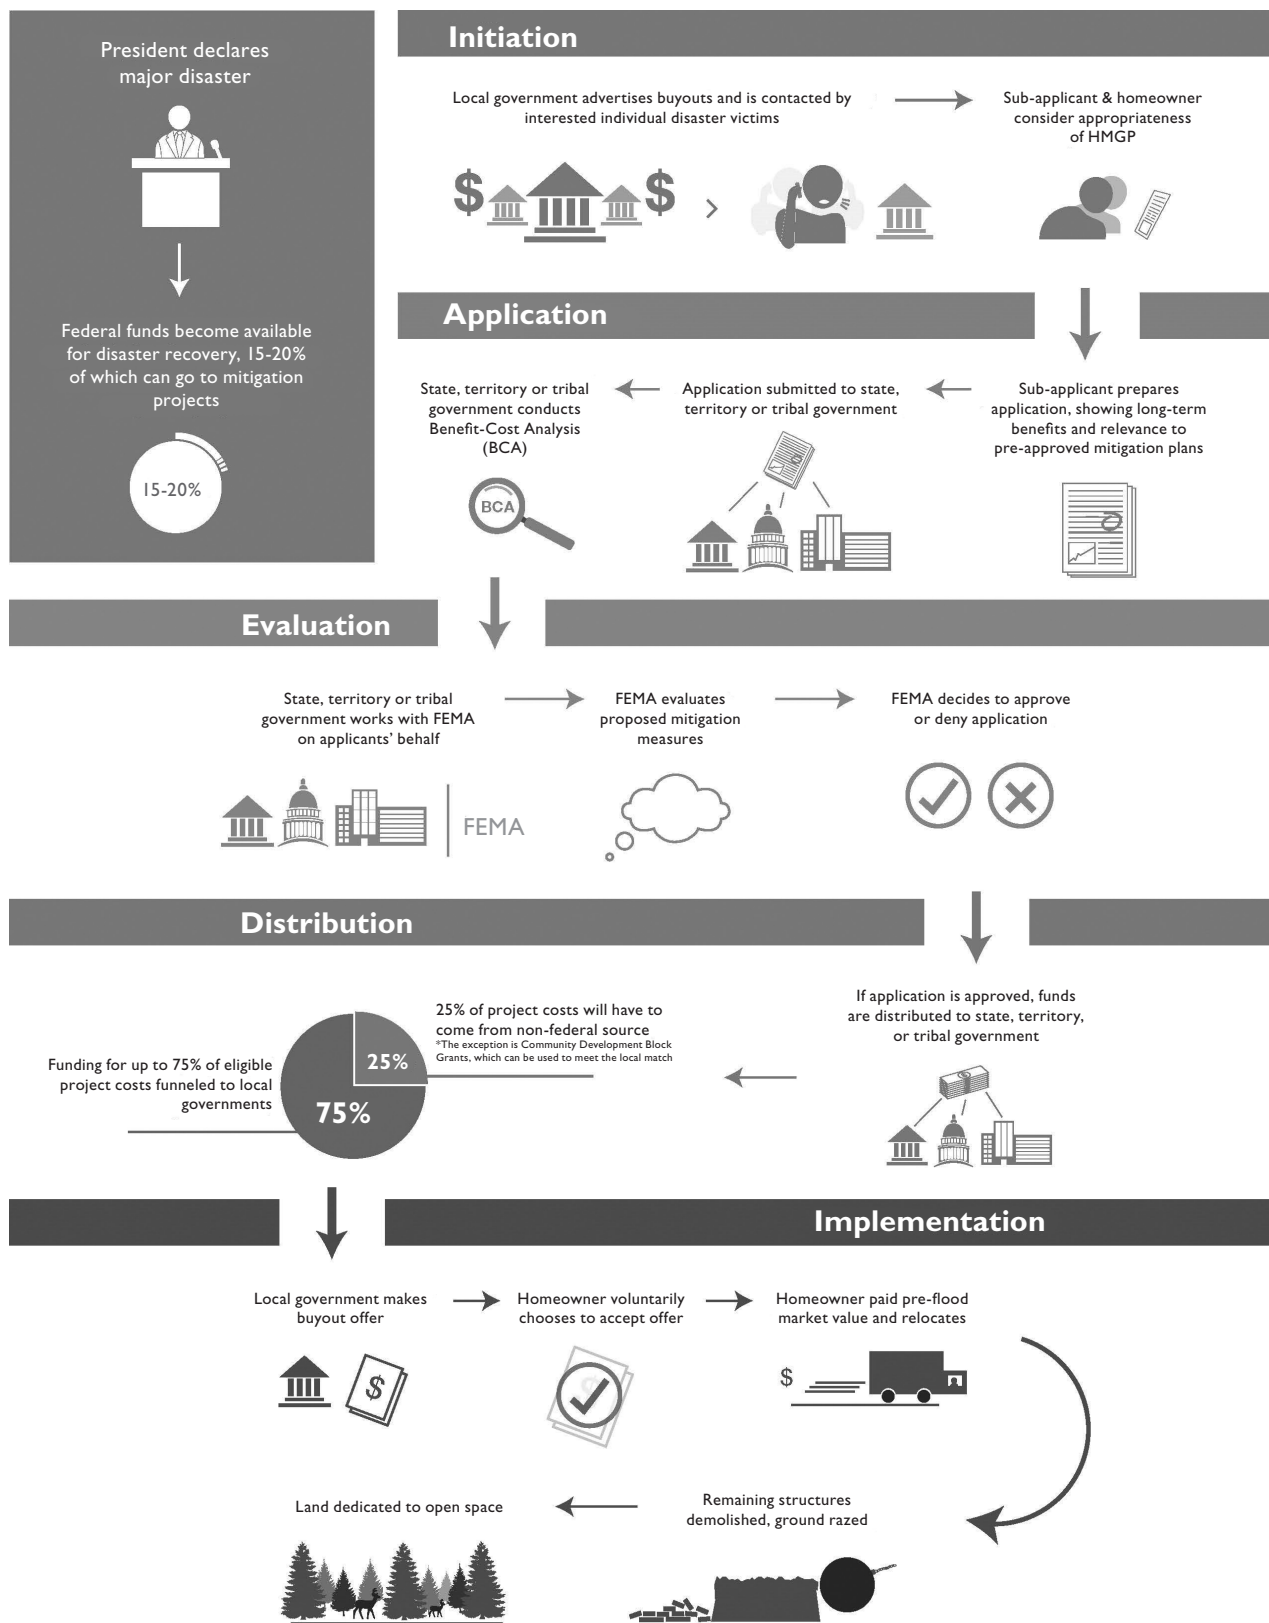 President declares
major disaster
Federal funds become available
for disaster recovery, 15-20%
of which can go to mitigation
projects
15-20%
Initiation
Local government advertises buyouts and is contacted by
interested individual disaster victims
Sub-applicant & homeowner
consider appropriateness
of HMGP
$
$
Application
Sub-applicant prepares
application, showing long-term
benefits and relevance to
pre-approved mitigation plans
Application submitted to state,
territory or tribal government
State, territory or tribal
government conducts
Benefit-Cost Analysis
(BCA)
BCA
Evaluation
State, territory or tribal
government works with FEMA
on applicants' behalf
FEMA
FEMA evaluates
proposed mitigation
measures
FEMA decides to approve
or deny application
Distribution
If application is approved, funds
are distributed to state, territory,
or tribal government
25% of project costs will have to
come from non-federal source
*The exception is Community Development Block
Grants, which can be used to meet the local match
25%
75%
Funding for up to 75% of eligible
project costs funneled to local
governments
Implementation
Local government makes
buyout offer
$
Homeowner voluntarily
chooses to accept offer
Homeowner paid pre-flood
market value and relocates
$
Remaining structures
demolished, ground razed
Land dedicated to open space